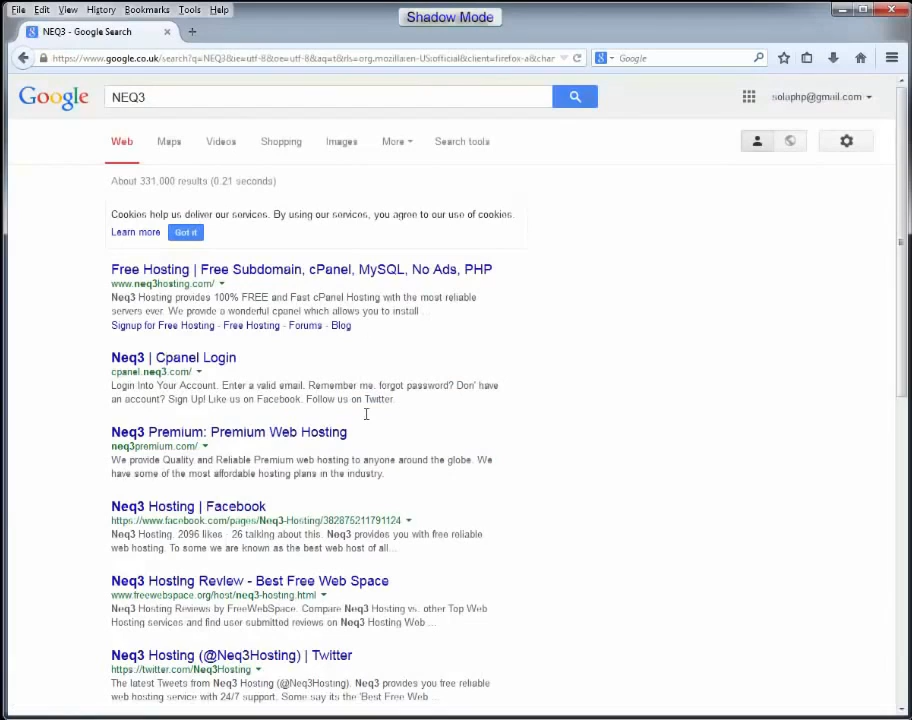 File Edit View History Bookmarks Tools Help
Shadow Mode
NEQ3 - Google Search
https://www.google.co.uk/search?q=NEQ3&oe=utf-8&oe=utf-8&aq=t&rls=org.mozilla:en-US:official&client=firefox-a&char
Google
Google
NEQ3
solaphp@gmail.com
Web Maps Videos Shopping Images More Search tools
About 331,000 results (0.21 seconds)
Cookies help us deliver our services. By using our services, you agree to our use of cookies.
Learn more Got it
Free Hosting | Free Subdomain, cPanel, MySQL, No Ads, PHP
www.neq3hosting.com/
Neq3 Hosting provides 100% FREE and Fast cPanel Hosting with the most reliable
servers ever. We provide a wonderful cpanel which allows you to install ...
Signup for Free Hosting - Free Hosting - Forums - Blog
Neq3 | Cpanel Login
cpanel.neq3.com/
Login Into Your Account. Enter a valid email. Remember me. forgot password? Don' have
an account? Sign Up! Like us on Facebook. Follow us on Twitter.
Neq3 Premium: Premium Web Hosting
neq3premium.com/
We provide Quality and Reliable Premium web hosting to anyone around the globe. We
have some of the most affordable hosting plans in the industry.
Neq3 Hosting | Facebook
https://www.facebook.com/pages/Neq3-Hosting/382875211791124
Neq3 Hosting. 2096 likes · 26 talking about this. Neq3 provides you with free reliable
web hosting. To some we are known as the best web host of all...
Neq3 Hosting Review - Best Free Web Space
www.freewebspace.org/host/neq3-hosting.html
Neq3 Hosting Reviews by FreeWebSpace. Compare Neq3 Hosting vs. other Top Web
Hosting services and find user submitted reviews on Neq3 Hosting Web ...
Neq3 Hosting (@Neq3Hosting) | Twitter
https://twitter.com/Neq3Hosting
The latest Tweets from Neq3 Hosting (@Neq3Hosting). Neq3 provides you free reliable
web hosting service with 24/7 support. Some say its the 'Best Free Web ...